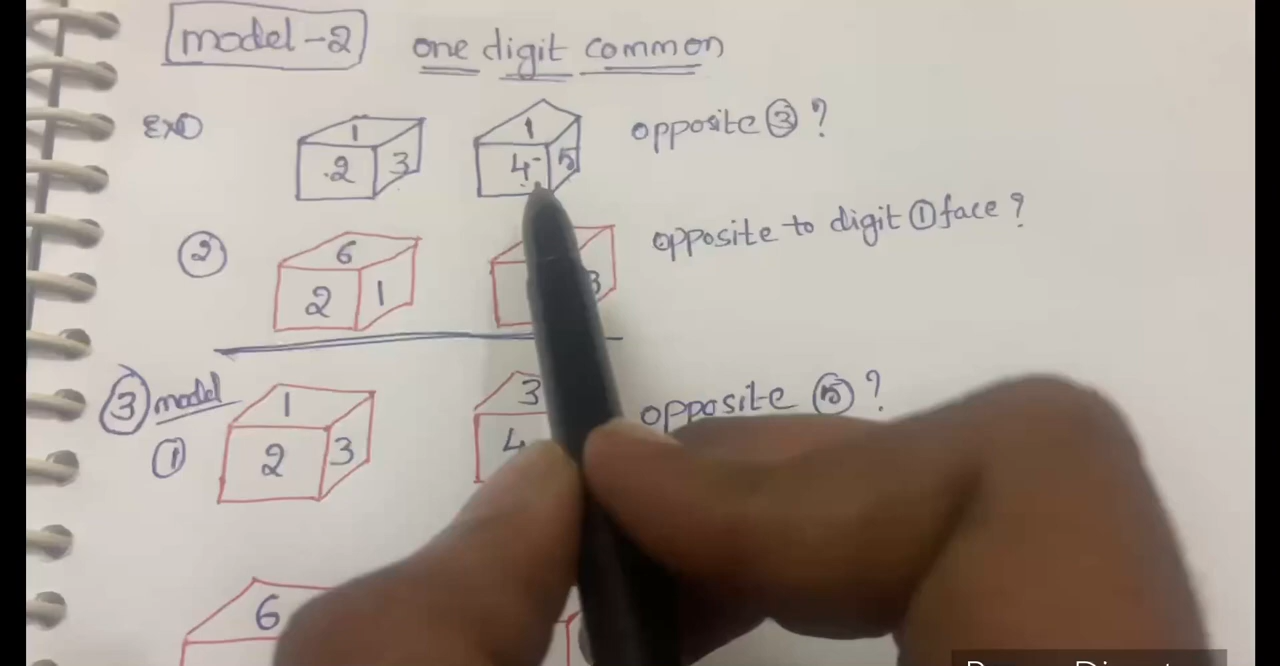 model-2 one digit common
Ex① 1 2 3 1 4 5 opposite ③ ?
② 6 2 1 3 opposite to digit ① face ?
③ model
① 1 2 3 3 4 opposite ⑤ ?
6